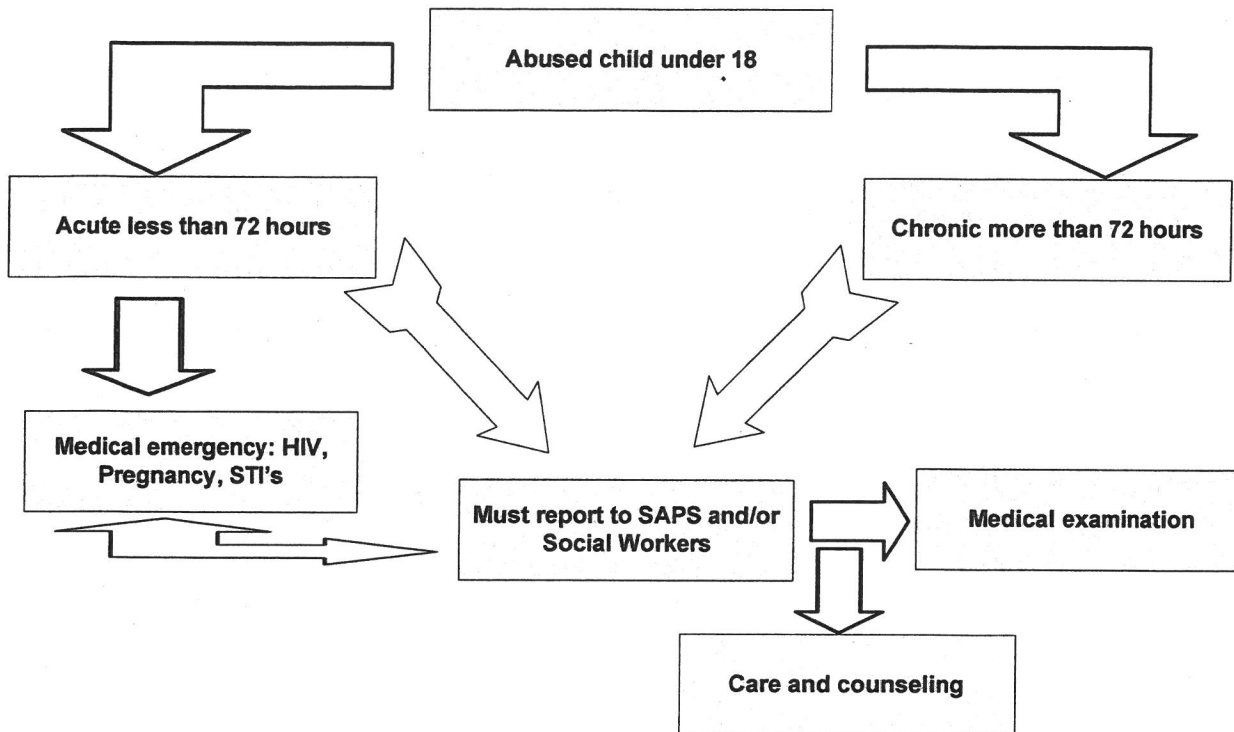 Abused child under 18
Acute less than 72 hours
Chronic more than 72 hours
Medical emergency: HIV,
Pregnancy, STI's
Must report to SAPS and/or
Social Workers
Medical examination
Care and counseling